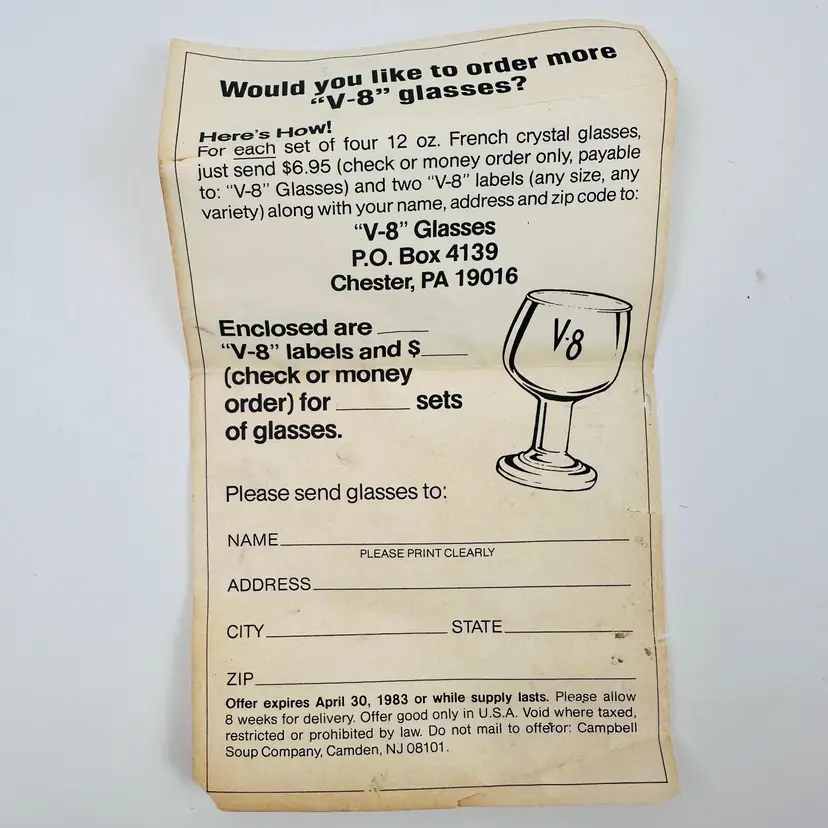 Would you like to order more
"V-8" glasses?
Here's How!
For each set of four 12 oz. French crystal glasses,
just send $6.95 (check or money order only, payable
to: "V-8" Glasses) and two "V-8" labels (any size, any
variety) along with your name, address and zip code to:
"V-8" Glasses
P.O. Box 4139
Chester, PA 19016
Enclosed are ____
"V-8" labels and $____
(check or money
order) for ______ sets
of glasses.
V-8
Please send glasses to:
NAME
PLEASE PRINT CLEARLY
ADDRESS
CITY STATE
ZIP
Offer expires April 30, 1983 or while supply lasts. Please allow
8 weeks for delivery. Offer good only in U.S.A. Void where taxed,
restricted or prohibited by law. Do not mail to offeror: Campbell
Soup Company, Camden, NJ 08101.